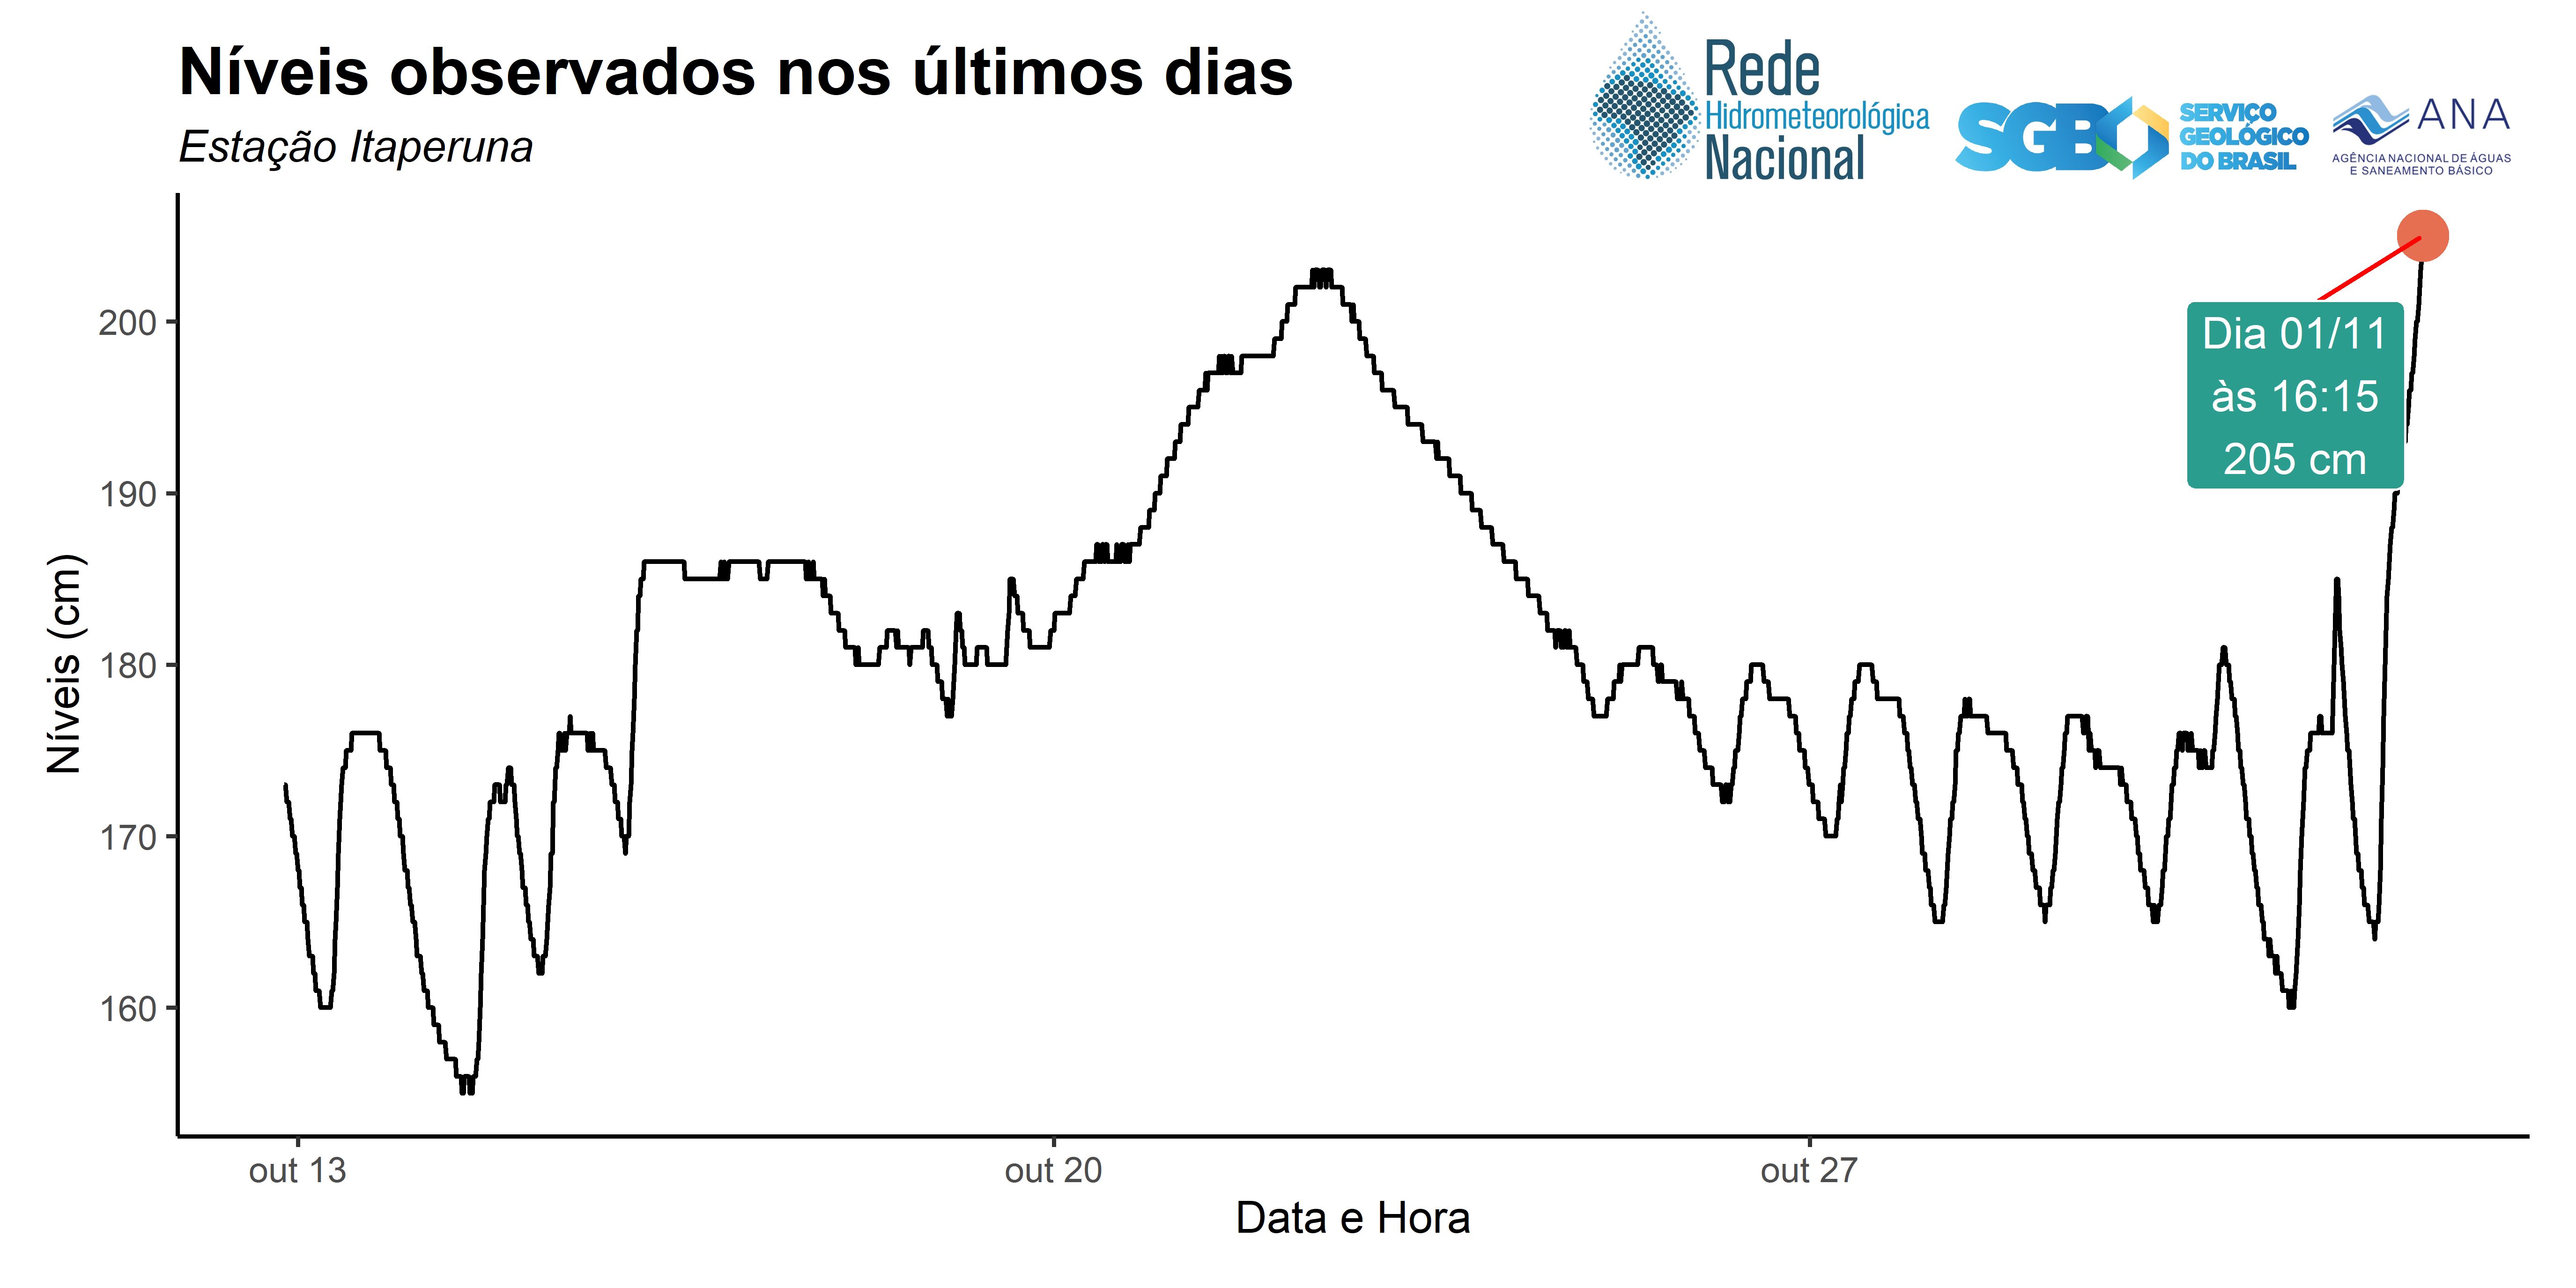 Níveis observados nos últimos dias
Estação Itaperuna
Rede
Hidrometeorológica
Nacional
SGB
SERVIÇO
GEOLÓGICO
DO BRASIL
ANA
AGÊNCIA NACIONAL DE ÁGUAS
E SANEAMENTO BÁSICO
Níveis (cm)
200
190
180
170
160
Dia 01/11
às 16:15
205 cm
out 13
out 20
out 27
Data e Hora